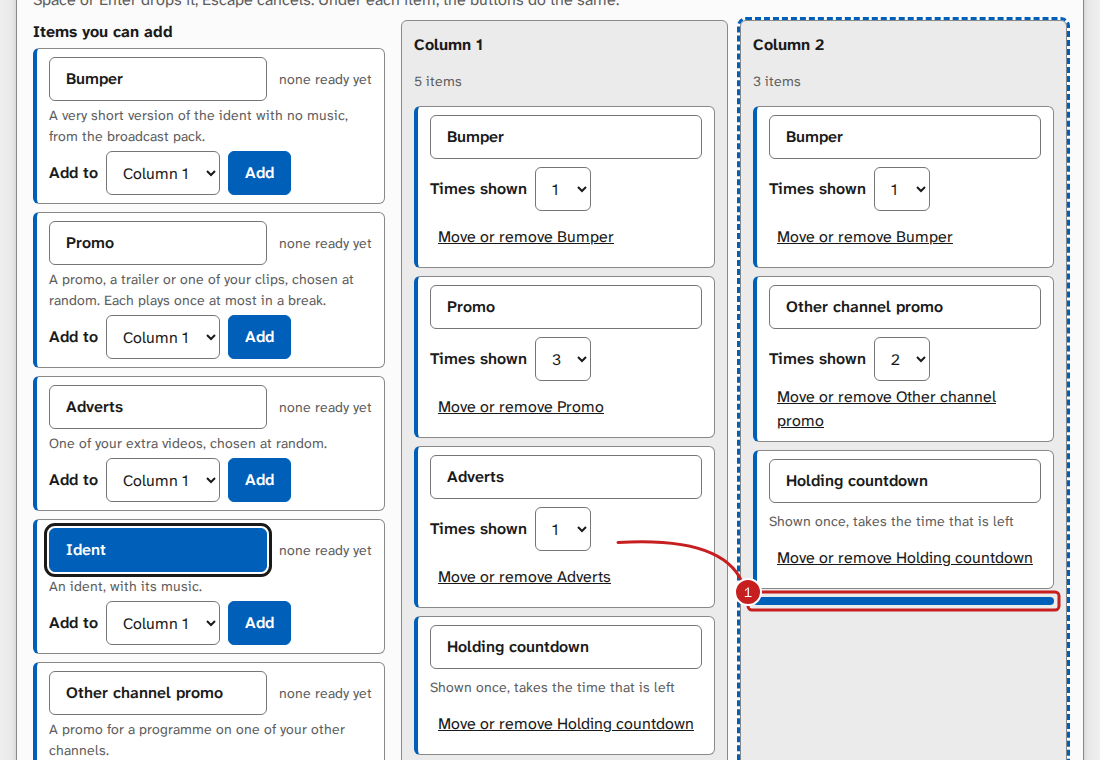 Space or Enter drops it, Escape cancels. Under each item, the buttons do the same.
Items you can add
Bumper
none ready yet
A very short version of the ident with no music,
from the broadcast pack.
Add to
Column 1
Add
Promo
none ready yet
A promo, a trailer or one of your clips, chosen at
random. Each plays once at most in a break.
Add to
Column 1
Add
Adverts
none ready yet
One of your extra videos, chosen at random.
Add to
Column 1
Add
Ident
none ready yet
An ident, with its music.
Add to
Column 1
Add
Other channel promo
none ready yet
A promo for a programme on one of your other
channels.
Column 1
5 items
Bumper
Times shown
1
Move or remove Bumper
Promo
Times shown
3
Move or remove Promo
Adverts
Times shown
1
Move or remove Adverts
Holding countdown
Shown once, takes the time that is left
Move or remove Holding countdown
Column 2
3 items
Bumper
Times shown
1
Move or remove Bumper
Other channel promo
Times shown
2
Move or remove Other channel
promo
Holding countdown
Shown once, takes the time that is left
Move or remove Holding countdown
1